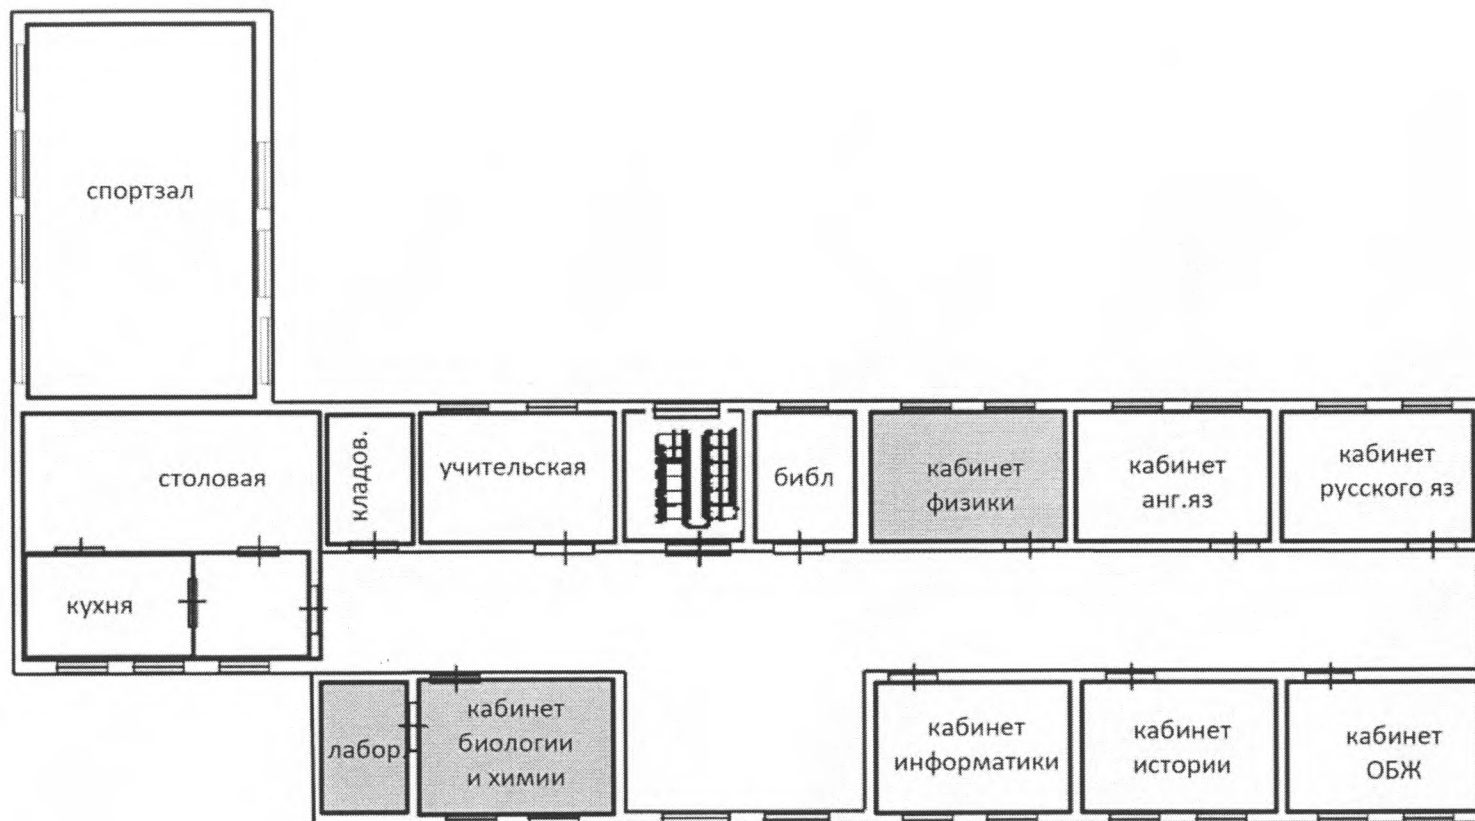 спортзал
столовая
кладов.
учительская
библ
кабинет
физики
кабинет
анг.яз
кабинет
русского яз
кухня
лабор.
кабинет
биологии
и химии
кабинет
информатики
кабинет
истории
кабинет
ОБЖ